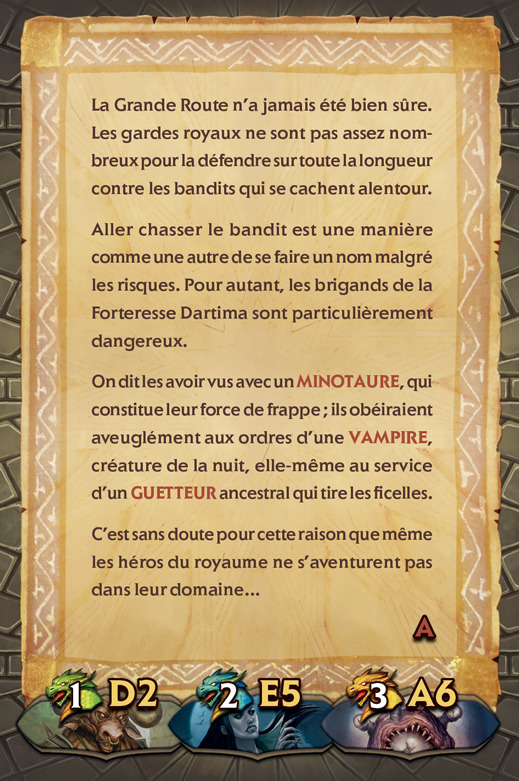 La Grande Route n'a jamais été bien sûre.
Les gardes royaux ne sont pas assez nom-
breux pour la défendre sur toute la longueur
contre les bandits qui se cachent alentour.
Aller chasser le bandit est une manière
comme une autre de se faire un nom malgré
les risques. Pour autant, les brigands de la
Forteresse Dartima sont particulièrement
dangereux.
On dit les avoir vus avec un MINOTAURE, qui
constitue leur force de frappe ; ils obéiraient
aveuglément aux ordres d'une VAMPIRE,
créature de la nuit, elle-même au service
d'un GUETTEUR ancestral qui tire les ficelles.
C'est sans doute pour cette raison que même
les héros du royaume ne s'aventurent pas
dans leur domaine...
A
1 D2 2 E5 3 A6